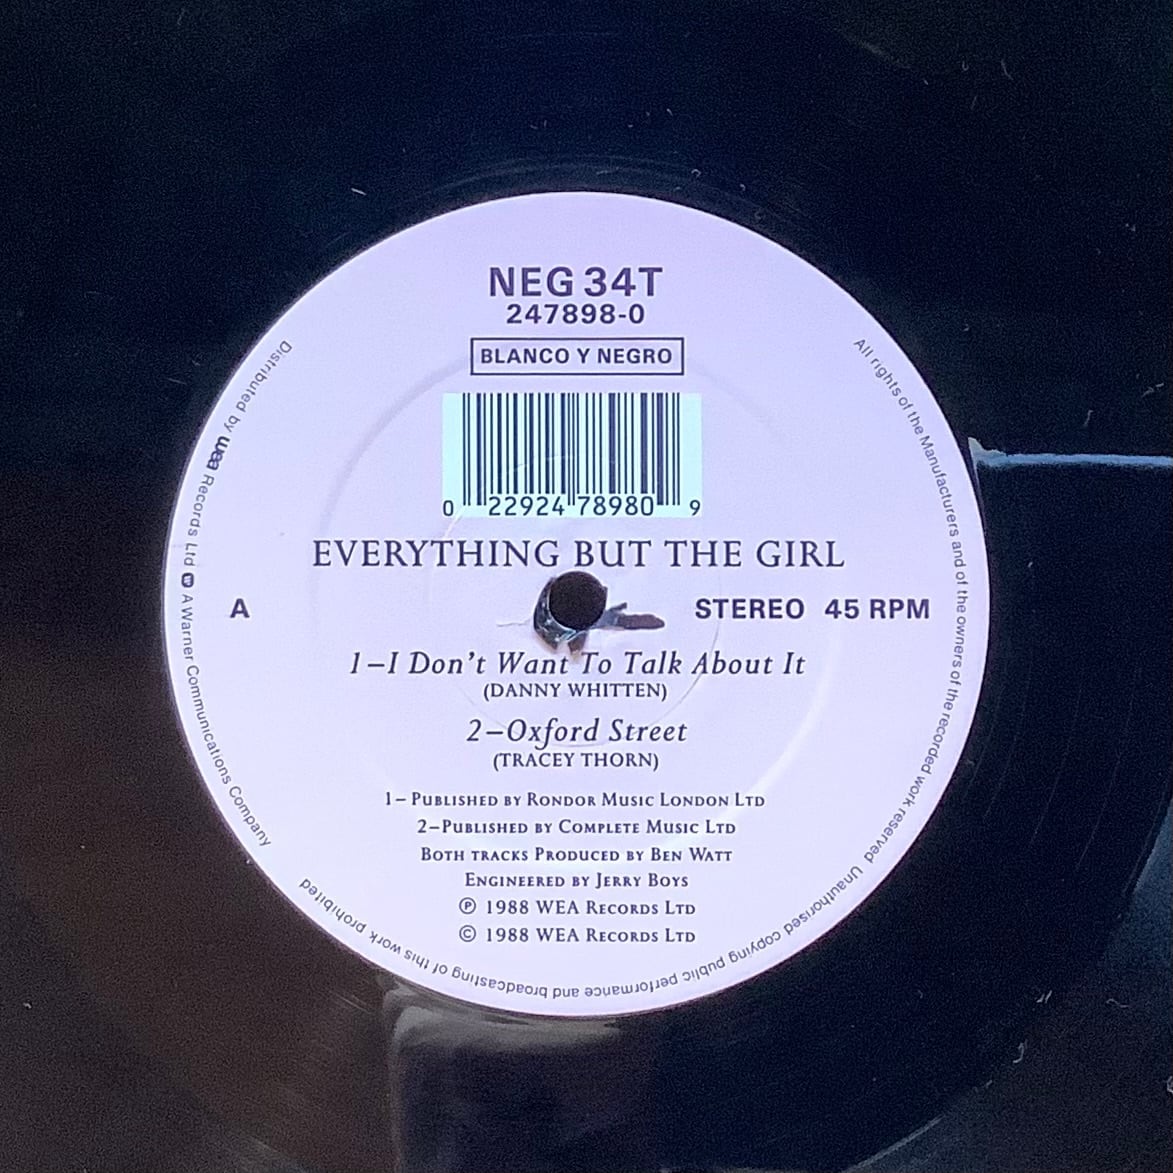 NEG 34T
247898-0
BLANCO Y NEGRO
0 22924 78980 9
EVERYTHING BUT THE GIRL
A
STEREO 45 RPM
1–I Don't Want To Talk About It
(DANNY WHITTEN)
2–Oxford Street
(TRACEY THORN)
1– Published by Rondor Music London Ltd
2–Published by Complete Music Ltd
Both tracks Produced by Ben Watt
Engineered by Jerry Boys
℗ 1988 WEA Records Ltd
© 1988 WEA Records Ltd
Distributed by wea Records Ltd W A Warner Communications Company
All rights of the Manufacturers and of the owners of the recorded work reserved Unauthorised copying public performance and broadcasting of this work prohibited